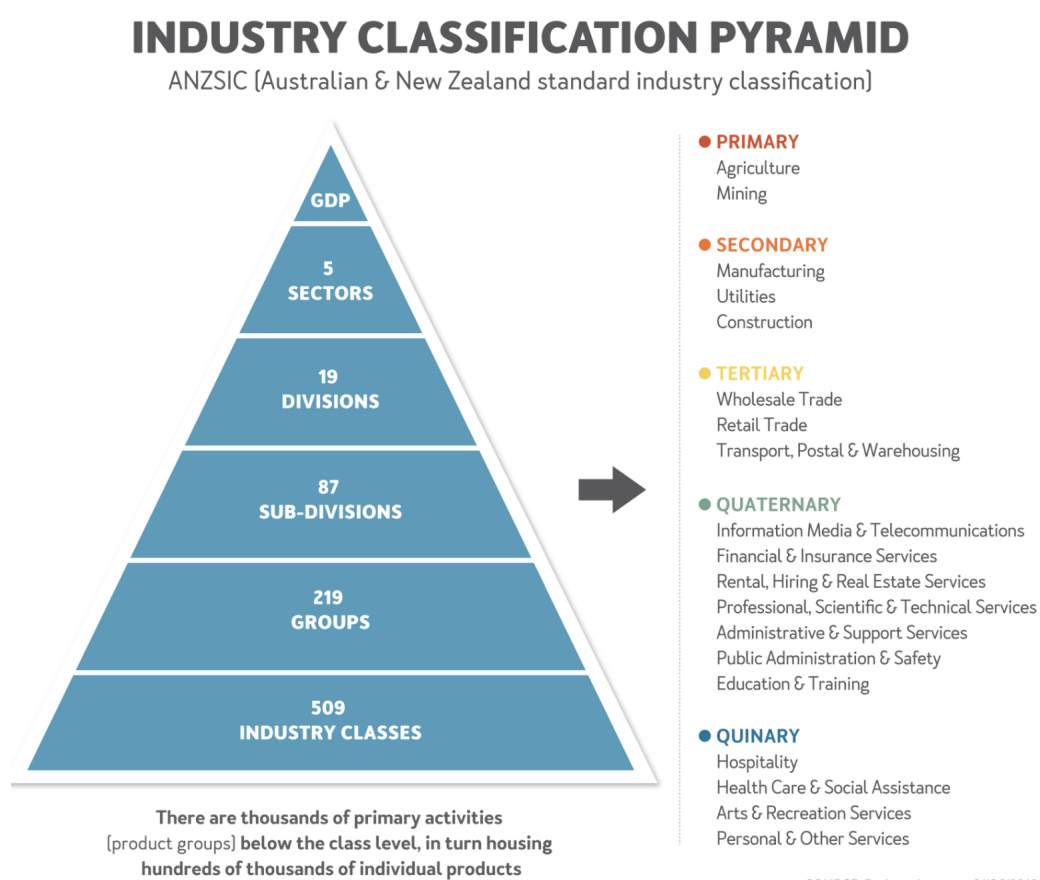 INDUSTRY CLASSIFICATION PYRAMID
ANZSIC (Australian & New Zealand standard industry classification)
GDP
5
SECTORS
19
DIVISIONS
87
SUB-DIVISIONS
219
GROUPS
509
INDUSTRY CLASSES
There are thousands of primary activities
(product groups) below the class level, in turn housing
hundreds of thousands of individual products
PRIMARY
Agriculture
Mining
SECONDARY
Manufacturing
Utilities
Construction
TERTIARY
Wholesale Trade
Retail Trade
Transport, Postal & Warehousing
QUATERNARY
Information Media & Telecommunications
Financial & Insurance Services
Rental, Hiring & Real Estate Services
Professional, Scientific & Technical Services
Administrative & Support Services
Public Administration & Safety
Education & Training
QUINARY
Hospitality
Health Care & Social Assistance
Arts & Recreation Services
Personal & Other Services